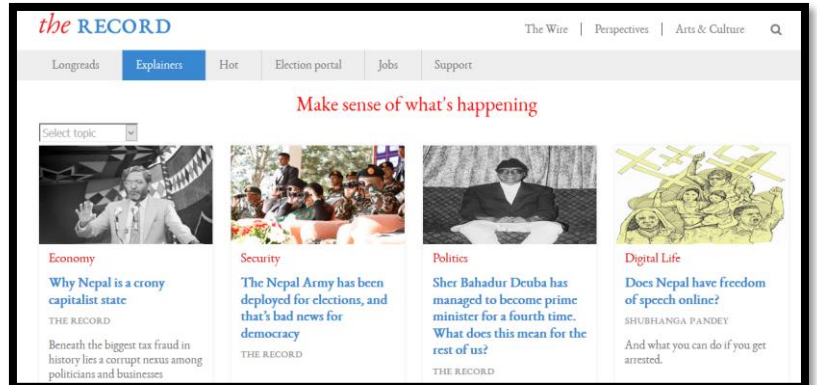 the RECORD
The Wire | Perspectives | Arts & Culture
Longreads Explainers Hot Election portal Jobs Support
Make sense of what's happening
Select topic
Economy
Why Nepal is a crony
capitalist state
THE RECORD
Beneath the biggest tax fraud in
history lies a corrupt nexus among
politicians and businesses
Security
The Nepal Army has been
deployed for elections, and
that's bad news for
democracy
THE RECORD
Politics
Sher Bahadur Deuba has
managed to become prime
minister for a fourth time.
What does this mean for the
rest of us?
THE RECORD
Digital Life
Does Nepal have freedom
of speech online?
SHUBHANGA PANDEY
And what you can do if you get
arrested.